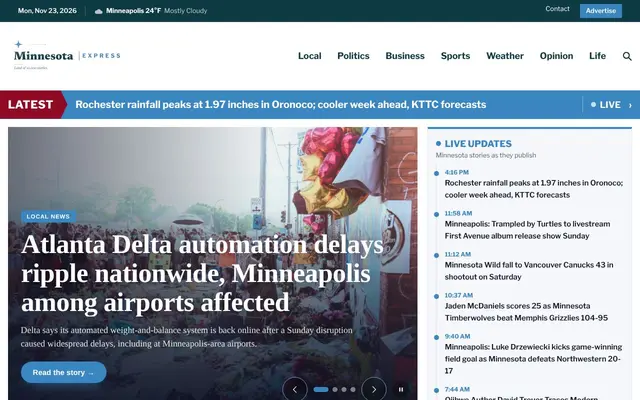 Mon, Nov 23, 2026
Minneapolis 24°F Mostly Cloudy
Contact
Advertise
Minnesota
EXPRESS
Local
Politics
Business
Sports
Weather
Opinion
Life
LATEST
Rochester rainfall peaks at 1.97 inches in Oronoco; cooler week ahead, KTTC forecasts
LIVE
LOCAL NEWS
Atlanta Delta automation delays
ripple nationwide, Minneapolis
among airports affected
Delta says its automated weight-and-balance system is back online after a Sunday disruption
caused widespread delays, including at Minneapolis-area airports.
Read the story →
LIVE UPDATES
Minnesota stories as they publish
4:16 PM
Rochester rainfall peaks at 1.97 inches in Oronoco;
cooler week ahead, KTTC forecasts
11:58 AM
Minneapolis: Trampled by Turtles to livestream
First Avenue album release show Sunday
11:12 AM
Minnesota Wild fall to Vancouver Canucks 43 in
shootout on Saturday
10:37 AM
Jaden McDaniels scores 25 as Minnesota
Timberwolves beat Memphis Grizzlies 104-95
9:40 AM
Minneapolis: Luke Drzewiecki kicks game-winning
field goal as Minnesota defeats Northwestern 20-
17
7:44 AM
Ojibwe Author David Treuer Traces Modern